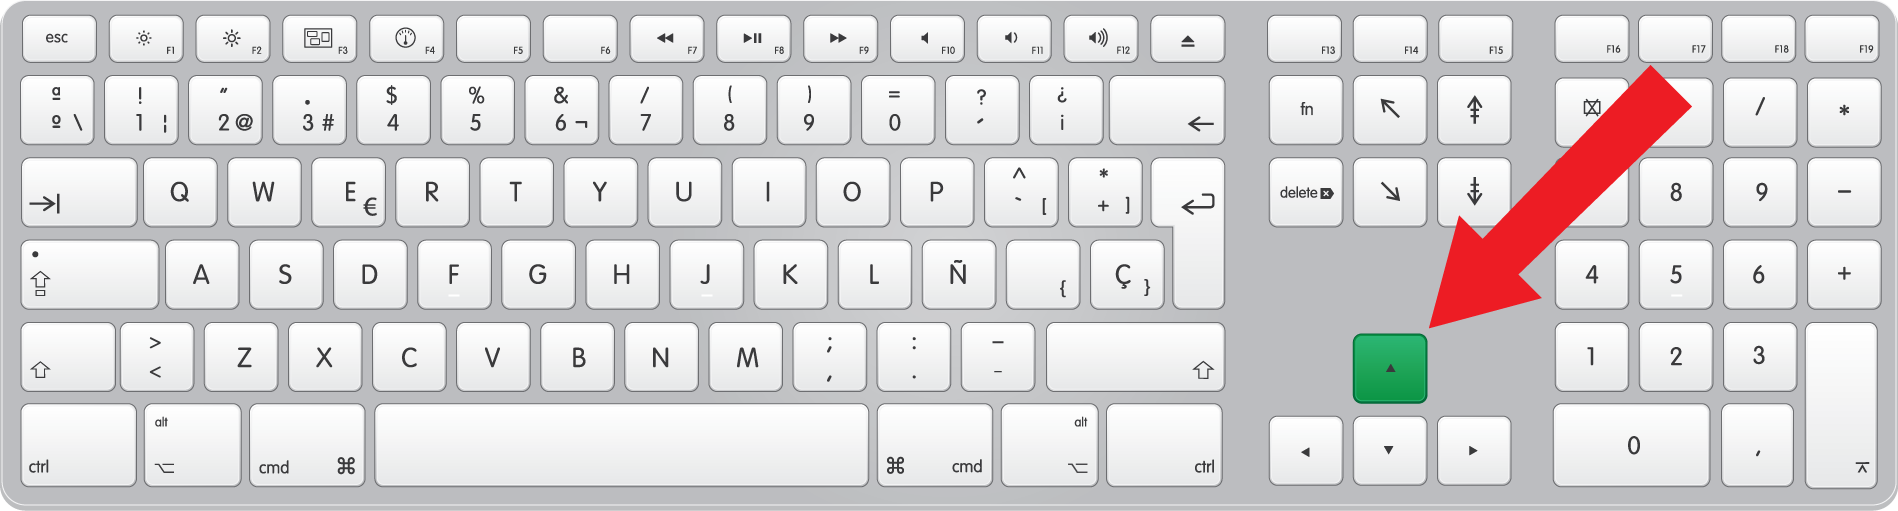 esc F1 F2 F3 F4 F5 F6 F7 F8 F9 F10 F11 F12 F13 F14 F15 F16 F17 F18 F19
ª ! ″ · $ % & / ( ) = ? ¿
º \ 1 ¦ 2 @ 3 # 4 5 6 ¬ 7 8 9 0 ´ ¡ fn / *
Q W E € R T Y U I O P ^ ` [ * + ] delete 8 9 −
A S D F G H J K L Ñ { Ç } 4 5 6 +
> < Z X C V B N M ; , : . – - 1 2 3
ctrl alt cmd ⌘ ⌘ cmd alt ctrl 0 ,